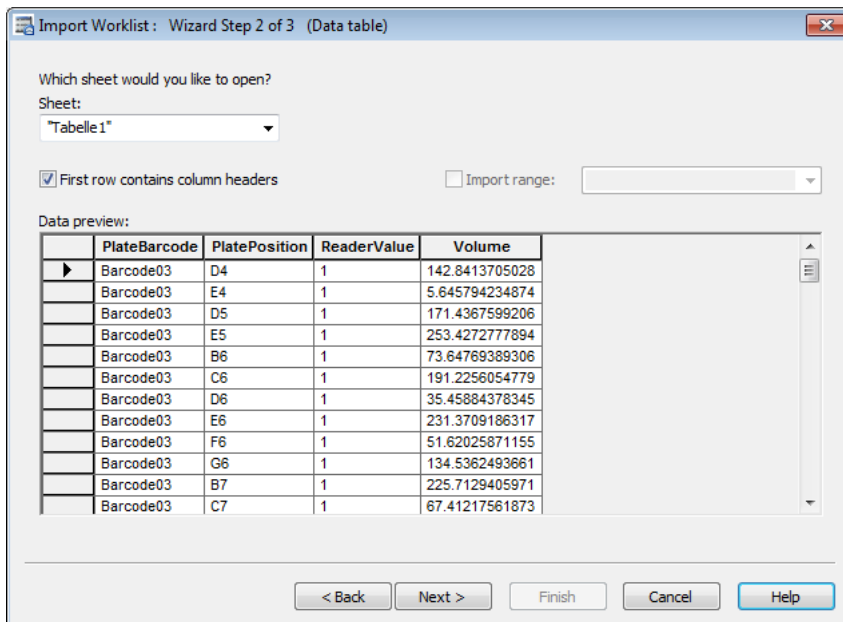 Import Worklist : Wizard Step 2 of 3 (Data table)
Which sheet would you like to open?
Sheet:
"Tabelle1"
First row contains column headers
Import range:
Data preview:
PlateBarcode PlatePosition ReaderValue Volume
Barcode03 D4 1 142.8413705028
Barcode03 E4 1 5.645794234874
Barcode03 D5 1 171.4367599206
Barcode03 E5 1 253.4272777894
Barcode03 B6 1 73.64769389306
Barcode03 C6 1 191.2256054779
Barcode03 D6 1 35.45884378345
Barcode03 E6 1 231.3709186317
Barcode03 F6 1 51.62025871155
Barcode03 G6 1 134.5362493661
Barcode03 B7 1 225.7129405971
Barcode03 C7 1 67.41217561873
< Back Next > Finish Cancel Help